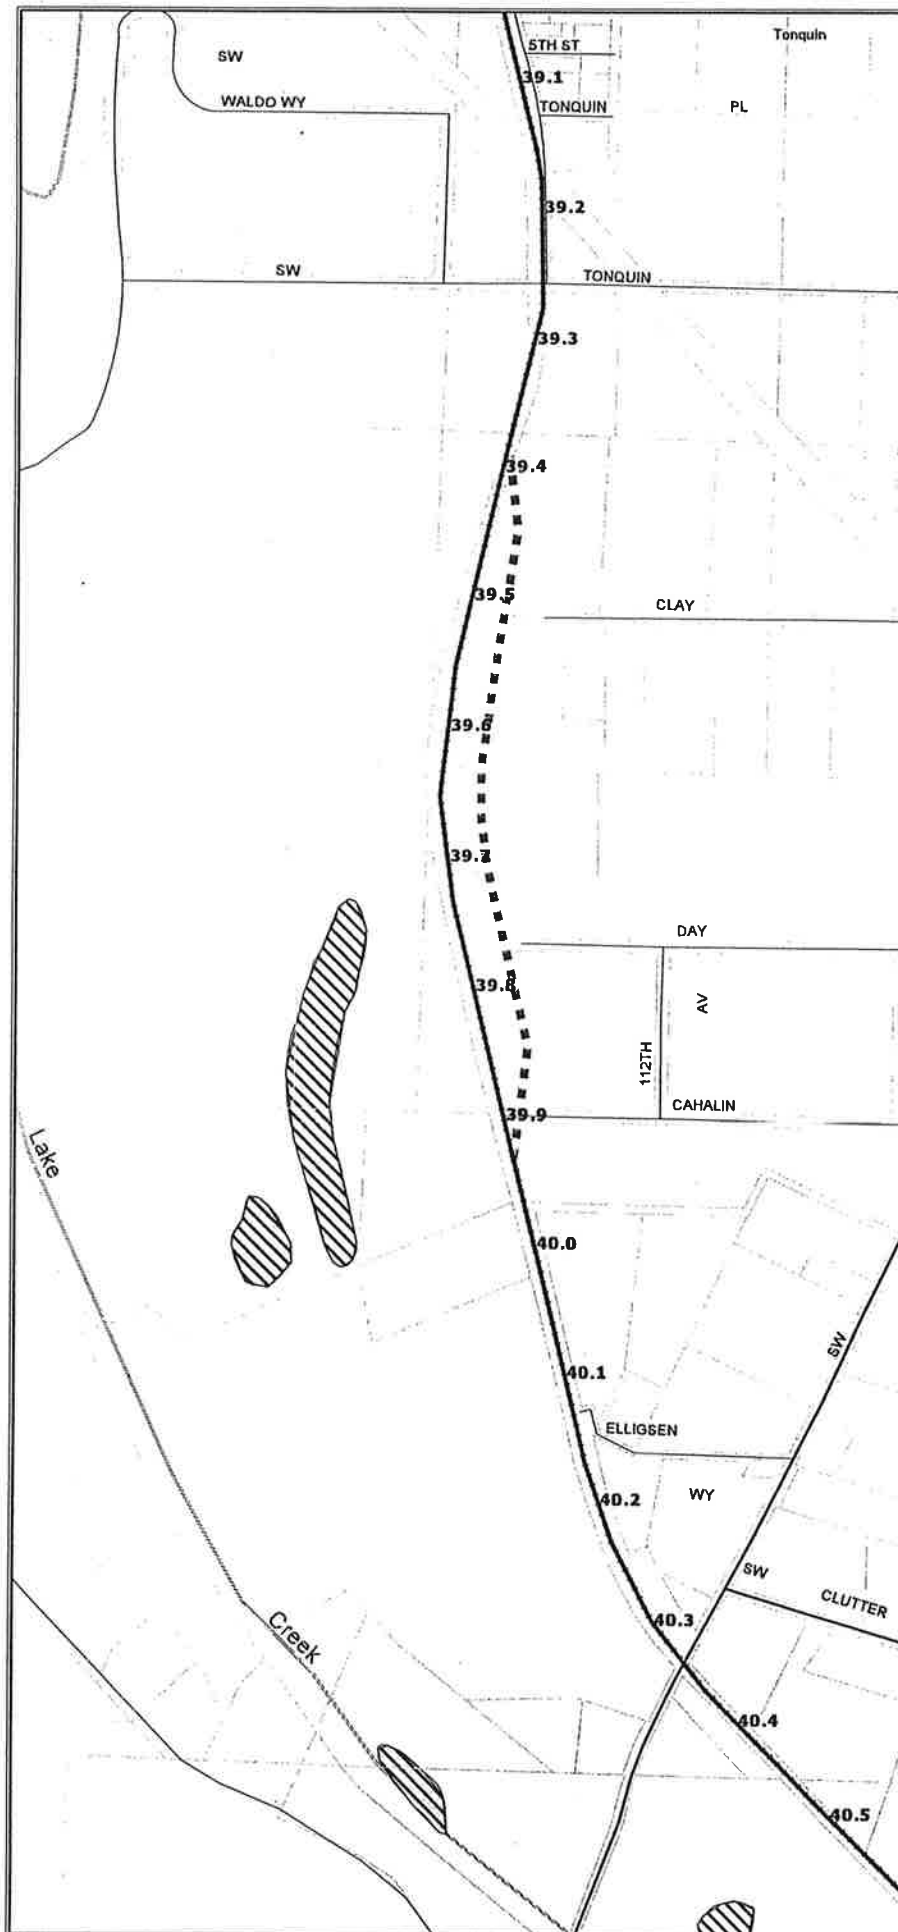 Tonquin
5TH ST
SW
39.1
WALDO WY
TONQUIN
PL
39.2
SW
TONQUIN
39.3
39.4
39.5
CLAY
39.6
39.7
DAY
39.8
AV
112TH
CAHALIN
39.9
Lake
40.0
SW
40.1
ELLIGSEN
WY
40.2
SW
CLUTTER
40.3
Creek
40.4
40.5